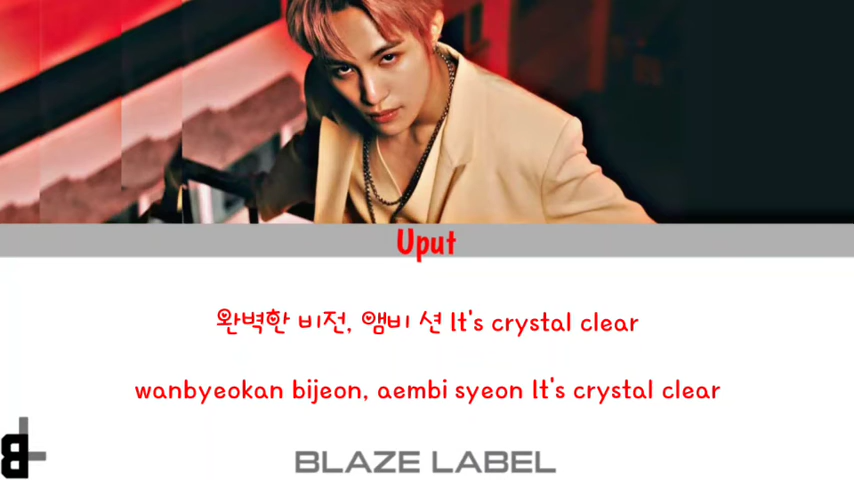 Uput
완벽한 비전, 앰비 션 It's crystal clear
wanbyeokan bijeon, aembi syeon It's crystal clear
BL
BLAZE LABEL